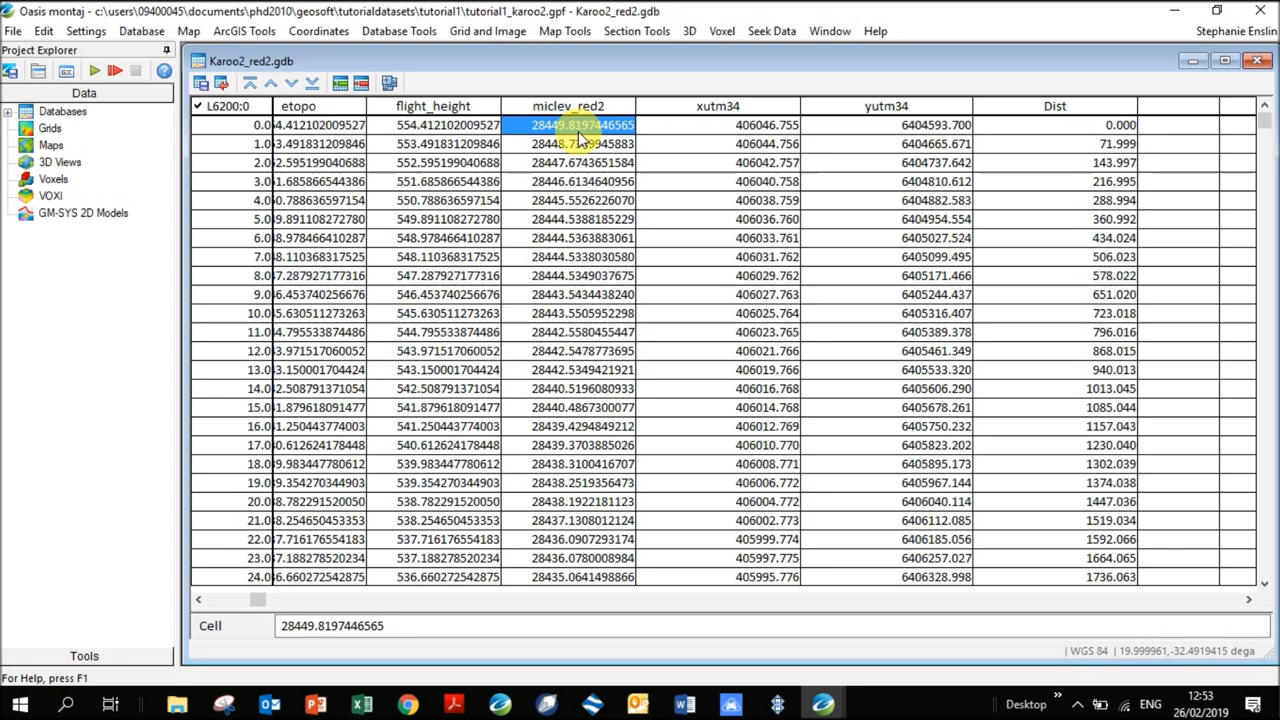 Oasis montaj - c:\users\09400045\documents\phd2010\geosoft\tutorialdatasets\tutorial1\tutorial1_karoo2.gpf - Karoo2_red2.gdb
File Edit Settings Database Map ArcGIS Tools Coordinates Database Tools Grid and Image Map Tools Section Tools 3D Voxel Seek Data Window Help Stephanie Enslin
Project Explorer
Data
Databases
Grids
Maps
3D Views
Voxels
VOXI
GM-SYS 2D Models
Tools
Karoo2_red2.gdb
L6200:0 etopo flight_height miclev_red2 xutm34 yutm34 Dist
0.0 4.412102009527 554.412102009527 28449.8197446565 406046.755 6404593.700 0.000
1.0 3.491831209846 553.491831209846 28448.7 9945883 406044.756 6404665.671 71.999
2.0 2.595199040688 552.595199040688 28447.6743651584 406042.757 6404737.642 143.997
3.0 1.685866544386 551.685866544386 28446.6134640956 406040.758 6404810.612 216.995
4.0 0.788636597154 550.788636597154 28445.5526226070 406038.759 6404882.583 288.994
5.0 9.891108272780 549.891108272780 28444.5388185229 406036.760 6404954.554 360.992
6.0 8.978466410287 548.978466410287 28444.5363883061 406033.761 6405027.524 434.024
7.0 8.110368317525 548.110368317525 28444.5338030580 406031.762 6405099.495 506.023
8.0 7.287927177316 547.287927177316 28444.5349037675 406029.762 6405171.466 578.022
9.0 6.453740256676 546.453740256676 28443.5434438240 406027.763 6405244.437 651.020
10.0 5.630511273263 545.630511273263 28443.5505952298 406025.764 6405316.407 723.018
11.0 4.795533874486 544.795533874486 28442.5580455447 406023.765 6405389.378 796.016
12.0 3.971517060052 543.971517060052 28442.5478773695 406021.766 6405461.349 868.015
13.0 3.150001704424 543.150001704424 28442.5349421921 406019.766 6405533.320 940.013
14.0 2.508791371054 542.508791371054 28440.5196080933 406016.768 6405606.290 1013.045
15.0 1.879618091477 541.879618091477 28440.4867300077 406014.768 6405678.261 1085.044
16.0 1.250443774003 541.250443774003 28439.4294849212 406012.769 6405750.232 1157.043
17.0 0.612624178448 540.612624178448 28439.3703885026 406010.770 6405823.202 1230.040
18.0 9.983447780612 539.983447780612 28438.3100416707 406008.771 6405895.173 1302.039
19.0 9.354270344203 539.354270344203 28438.2519356473 406006.772 6405967.144 1374.038
20.0 8.782291520050 538.782291520050 28438.1922181123 406004.772 6406040.114 1447.036
21.0 8.254650453353 538.254650453353 28437.1308012124 406002.773 6406112.085 1519.034
22.0 7.716176554173 537.716176554173 28436.0907293174 405999.774 6406185.056 1592.066
23.0 7.188278520234 537.188278520234 28436.0780008984 405997.775 6406257.027 1664.065
24.0 6.660272542875 536.660272542875 28435.0641498866 405995.776 6406328.998 1736.063
Cell 28449.8197446565
WGS 84 | 19.999961,-32.4919415 dega
For Help, press F1
Desktop ENG 12:53
26/02/2019